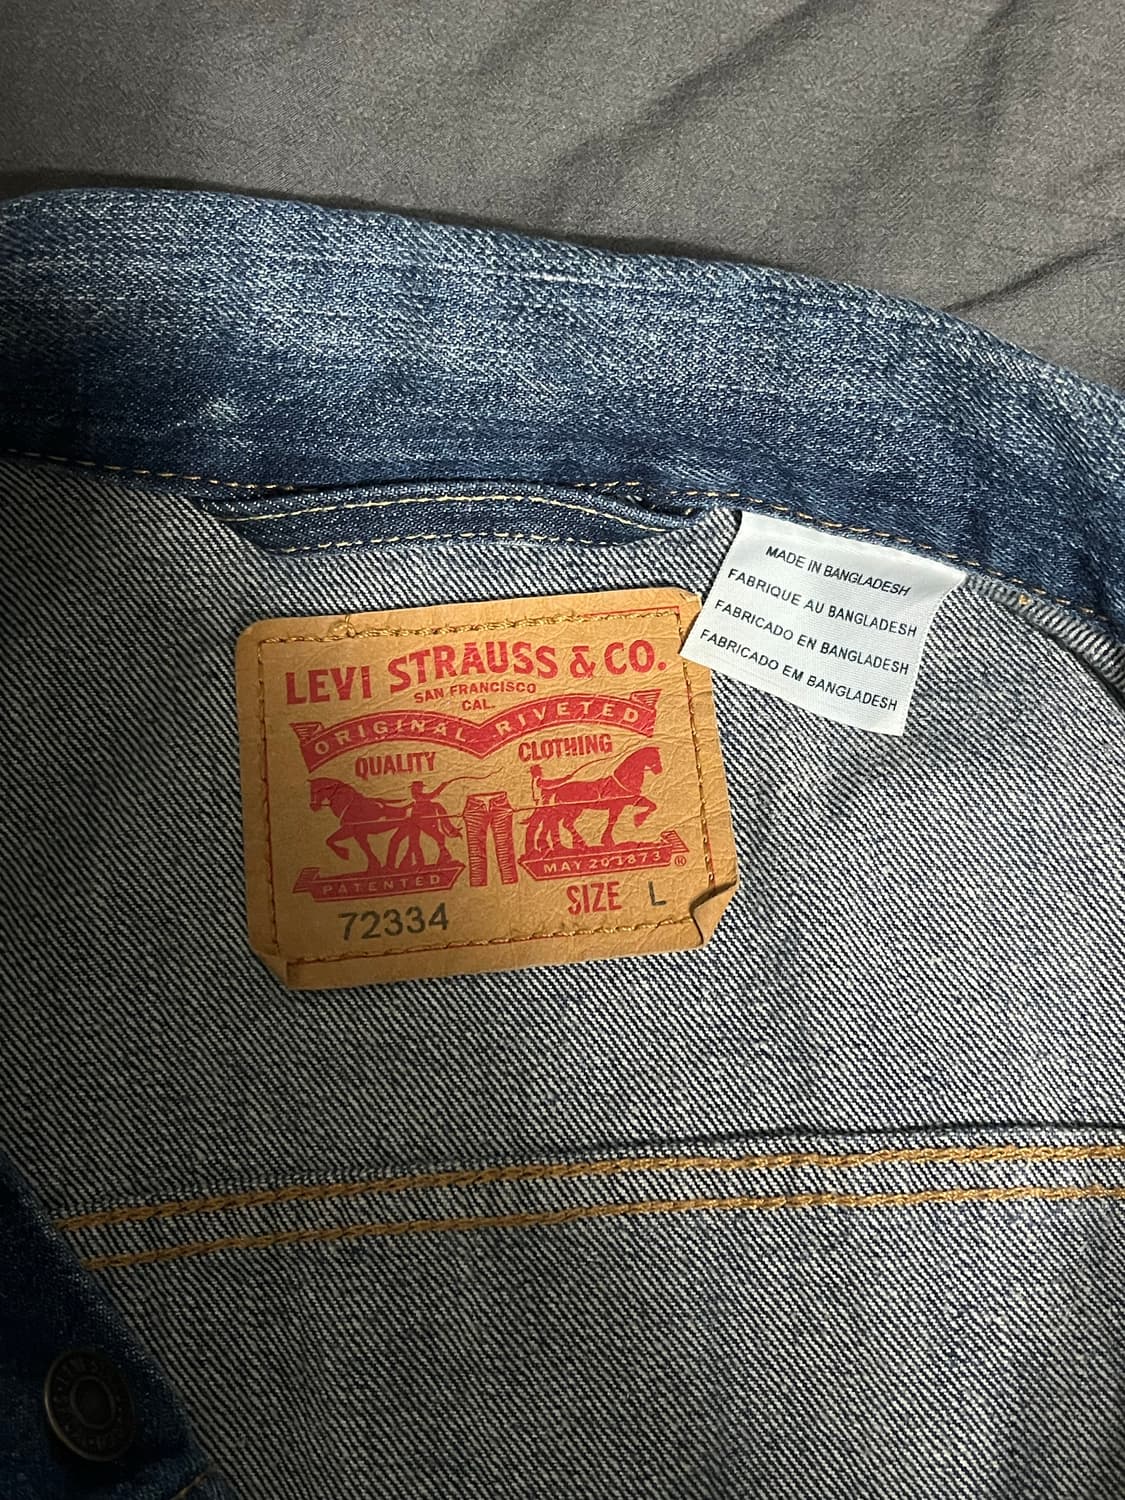 MADE IN BANGLADESH
FABRIQUE AU BANGLADESH
FABRICADO EN BANGLADESH
FABRICADO EM BANGLADESH
LEVI STRAUSS & CO.
SAN FRANCISCO
CAL.
ORIGINAL RIVETED
QUALITY CLOTHING
PATENTED MAY 20 1873 ®
72334 SIZE L